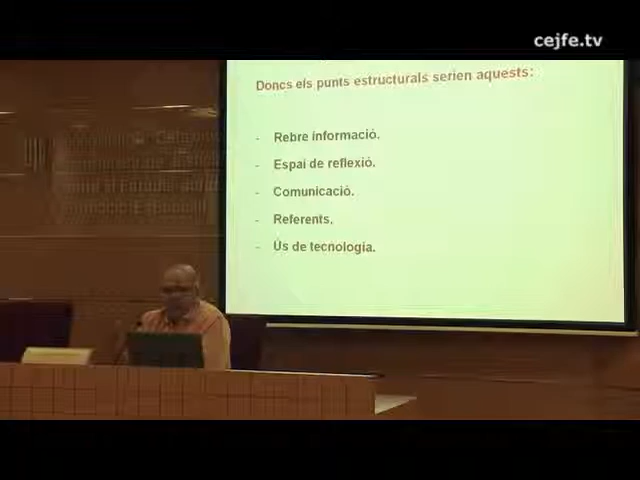 cejfe.tv
Doncs els punts estructurals serien aquests:
- Rebre informació.
- Espai de reflexió.
- Comunicació.
- Referents.
- Ús de tecnologia.